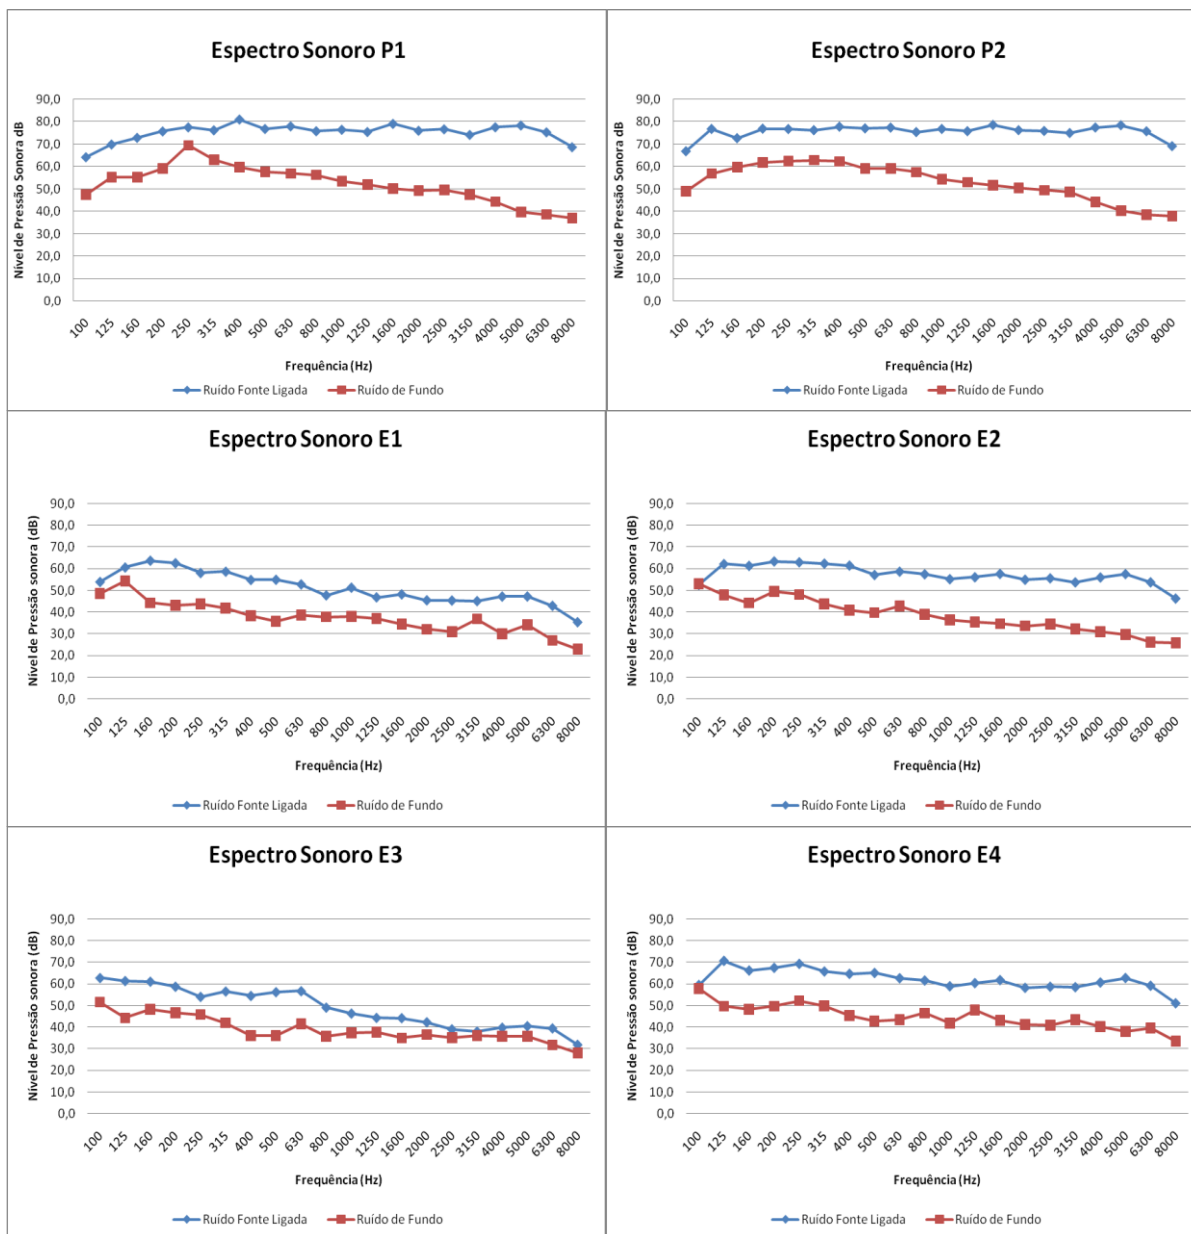 Espectro Sonoro P1
Nível de Pressão Sonora dB
90,0
80,0
70,0
60,0
50,0
40,0
30,0
20,0
10,0
0,0
100 125 160 200 250 315 400 500 630 800 1000 1250 1600 2000 2500 3150 4000 5000 6300 8000
Frequência (Hz)
Ruído Fonte Ligada Ruído de Fundo
Espectro Sonoro P2
Nível de Pressão Sonora dB
90,0
80,0
70,0
60,0
50,0
40,0
30,0
20,0
10,0
0,0
100 125 160 200 250 315 400 500 630 800 1000 1250 1600 2000 2500 3150 4000 5000 6300 8000
Frequência (Hz)
Ruído Fonte Ligada Ruído de Fundo
Espectro Sonoro E1
Nível de Pressão sonora (dB)
90,0
80,0
70,0
60,0
50,0
40,0
30,0
20,0
10,0
0,0
100 125 160 200 250 315 400 500 630 800 1000 1250 1600 2000 2500 3150 4000 5000 6300 8000
Frequência (Hz)
Ruído Fonte Ligada Ruído de Fundo
Espectro Sonoro E2
Nível de Pressão sonora (dB)
90,0
80,0
70,0
60,0
50,0
40,0
30,0
20,0
10,0
0,0
100 125 160 200 250 315 400 500 630 800 1000 1250 1600 2000 2500 3150 4000 5000 6300 8000
Frequência (Hz)
Ruído Fonte Ligada Ruído de Fundo
Espectro Sonoro E3
Nível de Pressão sonora (dB)
90,0
80,0
70,0
60,0
50,0
40,0
30,0
20,0
10,0
0,0
100 125 160 200 250 315 400 500 630 800 1000 1250 1600 2000 2500 3150 4000 5000 6300 8000
Frequência (Hz)
Ruído Fonte Ligada Ruído de Fundo
Espectro Sonoro E4
Nível de Pressão sonora (dB)
90,0
80,0
70,0
60,0
50,0
40,0
30,0
20,0
10,0
0,0
100 125 160 200 250 315 400 500 630 800 1000 1250 1600 2000 2500 3150 4000 5000 6300 8000
Frequência (Hz)
Ruído Fonte Ligada Ruído de Fundo